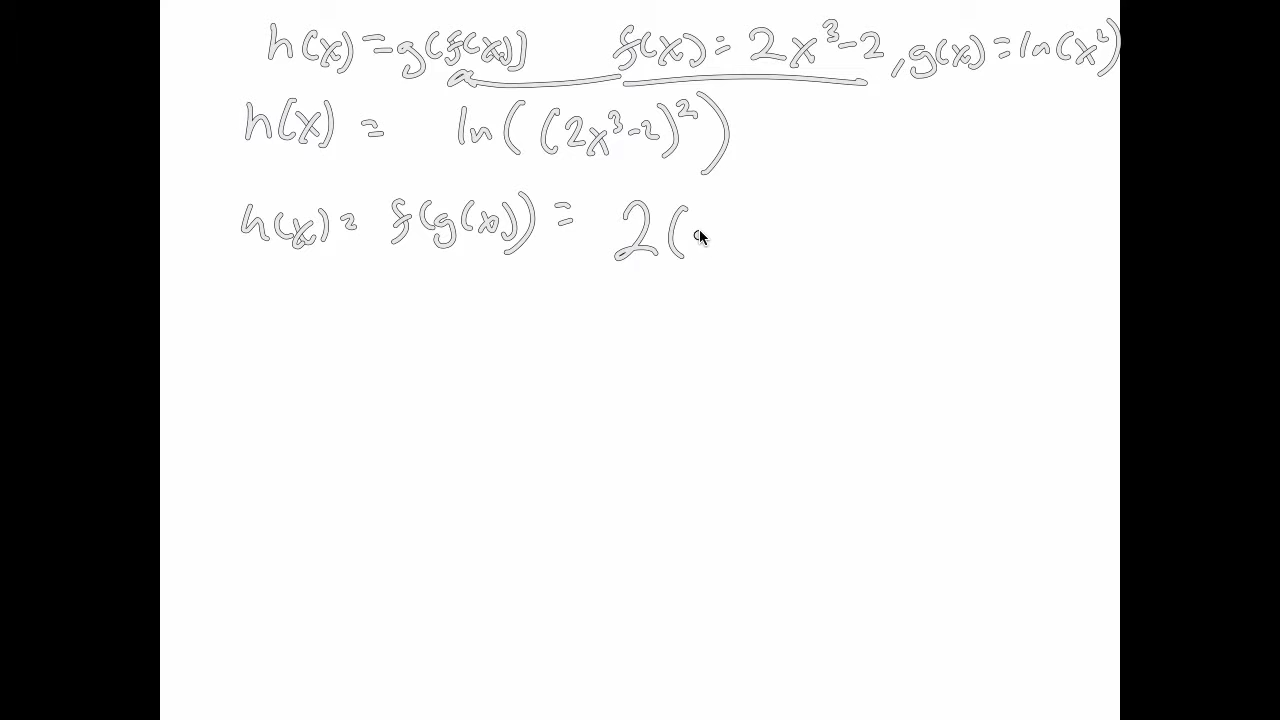 h(x) = g(f(x)) f(x) = 2x³-2, g(x) = ln(x²)
h(x) = ln((2x³-2)²)
h(x) = f(g(x)) = 2(